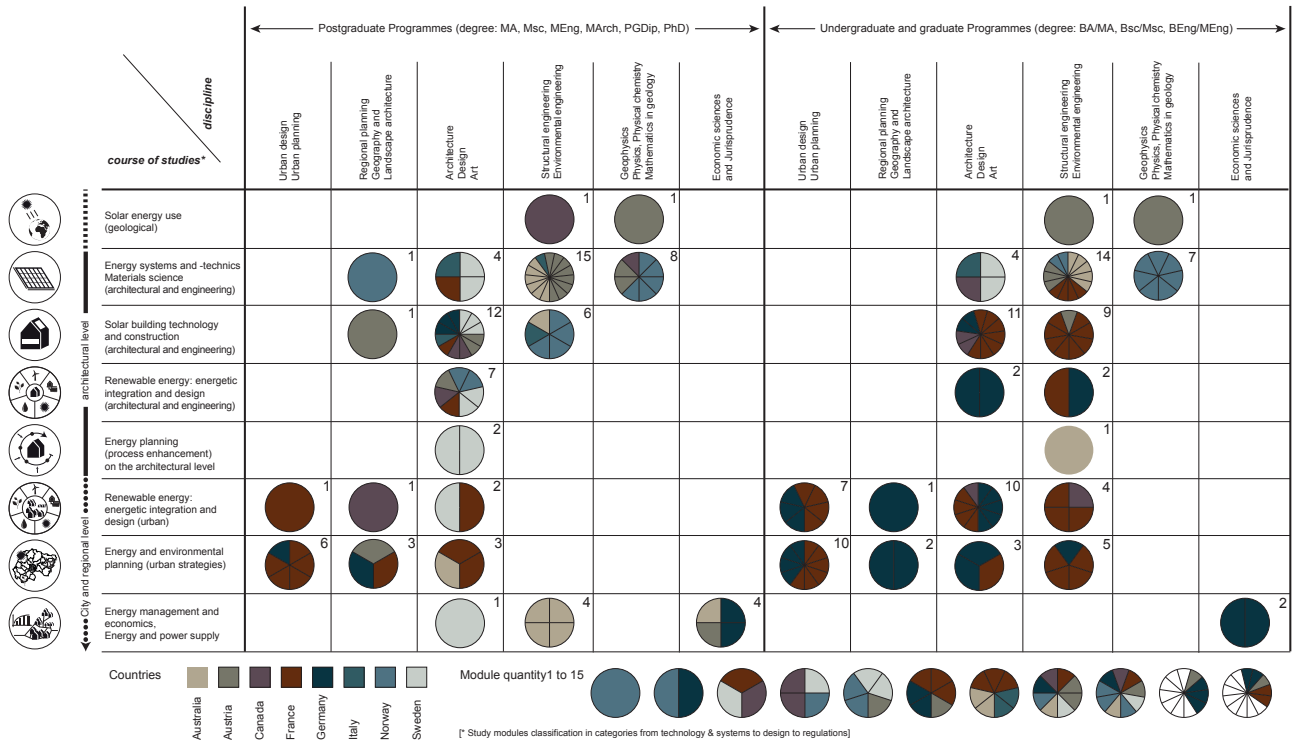 Postgraduate Programmes (degree: MA, Msc, MEng, MArch, PGDip, PhD)
Undergraduate and graduate Programmes (degree: BA/MA, Bsc/Msc, BEng/MEng)
discipline
course of studies*
Urban design
Urban planning
Regional planning
Geography and
Landscape architecture
Architecture
Design
Art
Structural engineering
Environmental engineering
Geophysics
Physics, Physical chemistry
Mathematics in geology
Economic sciences
and Jurisprudence
Urban design
Urban planning
Regional planning
Geography and
Landscape architecture
Architecture
Design
Art
Structural engineering
Environmental engineering
Geophysics
Physics, Physical chemistry
Mathematics in geology
Economic sciences
and Jurisprudence
architectural level
City and regional level
Solar energy use
(geological)
1
1
1
1
Energy systems and -technics
Materials science
(architectural and engineering)
1
4
15
8
4
14
7
Solar building technology
and construction
(architectural and engineering)
1
12
6
11
9
Renewable energy: energetic
integration and design
(architectural and engineering)
7
2
2
Energy planning
(process enhancement)
on the architectural level
2
1
Renewable energy:
energetic integration and
design (urban)
1
1
2
7
1
10
4
Energy and environmental
planning (urban strategies)
6
3
3
10
2
3
5
Energy management and
economics,
Energy and power supply
1
4
4
2
Countries
Australia
Austria
Canada
France
Germany
Italy
Norway
Sweden
Module quantity1 to 15
[* Study modules classification in categories from technology & systems to design to regulations]